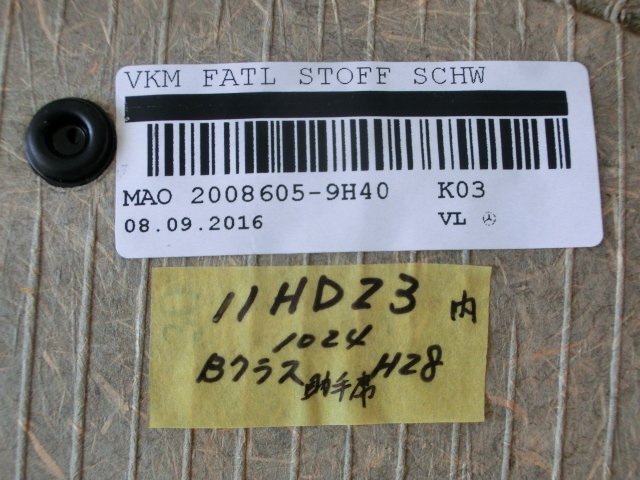 VKM FATL STOFF SCHW
MAO 2008605-9H40 K03
08.09.2016 VL
11HDZ3 内
1024
Bクラス 助手席 H28